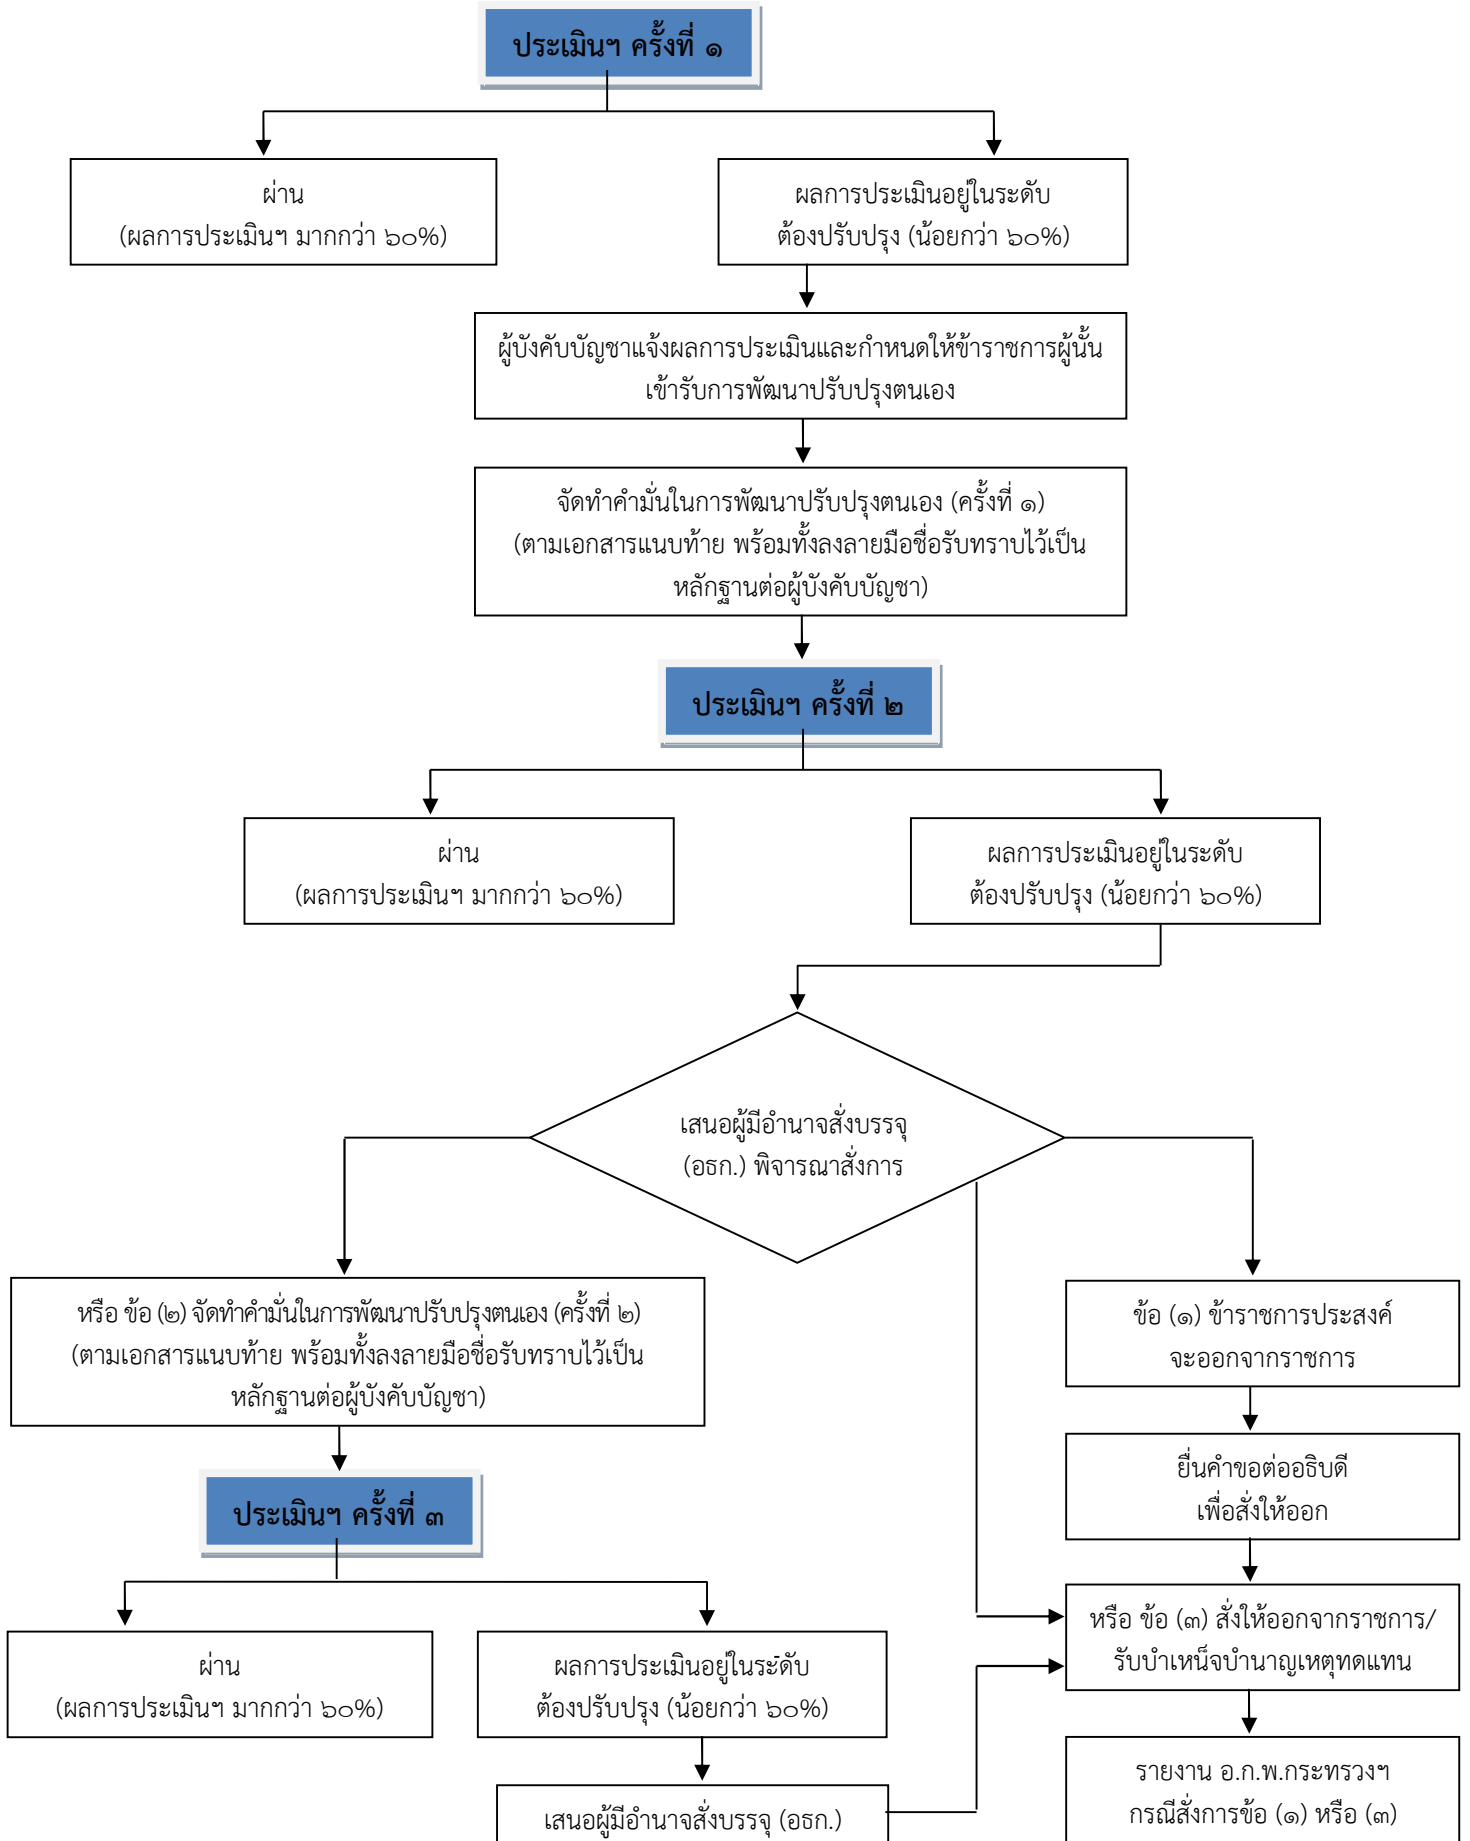 ประเมินฯ ครั้งที่ ๑
ผ่าน
(ผลการประเมินฯ มากกว่า ๖๐%)
ผลการประเมินอยู่ในระดับ
ต้องปรับปรุง (น้อยกว่า ๖๐%)
ผู้บังคับบัญชาแจ้งผลการประเมินและกำหนดให้ข้าราชการผู้นั้น
เข้ารับการพัฒนาปรับปรุงตนเอง
จัดทำคำมั่นในการพัฒนาปรับปรุงตนเอง (ครั้งที่ ๑)
(ตามเอกสารแนบท้าย พร้อมทั้งลงลายมือชื่อรับทราบไว้เป็น
หลักฐานต่อผู้บังคับบัญชา)
ประเมินฯ ครั้งที่ ๒
ผ่าน
(ผลการประเมินฯ มากกว่า ๖๐%)
ผลการประเมินอยู่ในระดับ
ต้องปรับปรุง (น้อยกว่า ๖๐%)
เสนอผู้มีอำนาจสั่งบรรจุ
(อธก.) พิจารณาสั่งการ
หรือ ข้อ (๒) จัดทำคำมั่นในการพัฒนาปรับปรุงตนเอง (ครั้งที่ ๒)
(ตามเอกสารแนบท้าย พร้อมทั้งลงลายมือชื่อรับทราบไว้เป็น
หลักฐานต่อผู้บังคับบัญชา)
ข้อ (๑) ข้าราชการประสงค์
จะออกจากราชการ
ยื่นคำขอต่ออธิบดี
เพื่อสั่งให้ออก
ประเมินฯ ครั้งที่ ๓
หรือ ข้อ (๓) สั่งให้ออกจากราชการ/
รับบำเหน็จบำนาญเหตุทดแทน
ผ่าน
(ผลการประเมินฯ มากกว่า ๖๐%)
ผลการประเมินอยู่ในระดับ
ต้องปรับปรุง (น้อยกว่า ๖๐%)
รายงาน อ.ก.พ.กระทรวงฯ
กรณีสั่งการข้อ (๑) หรือ (๓)
เสนอผู้มีอำนาจสั่งบรรจุ (อธก.)